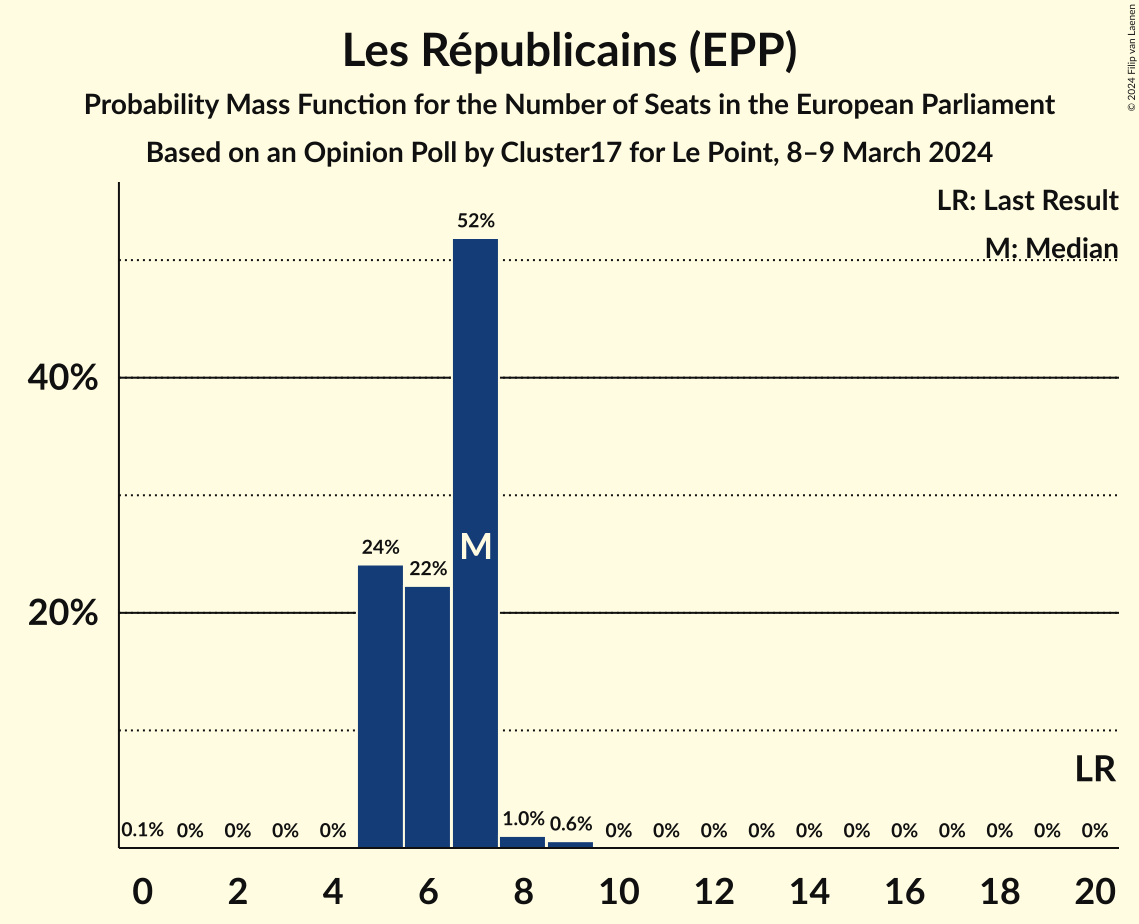 Les Républicains (EPP)
Probability Mass Function for the Number of Seats in the European Parliament
Based on an Opinion Poll by Cluster17 for Le Point, 8–9 March 2024
© 2024 Filip van Laenen
LR: Last Result
M: Median
52%
40%
24%
22%
M
20%
LR
0.1% 0% 0% 0% 0% 1.0% 0.6% 0% 0% 0% 0% 0% 0% 0% 0% 0% 0% 0%
0 2 4 6 8 10 12 14 16 18 20